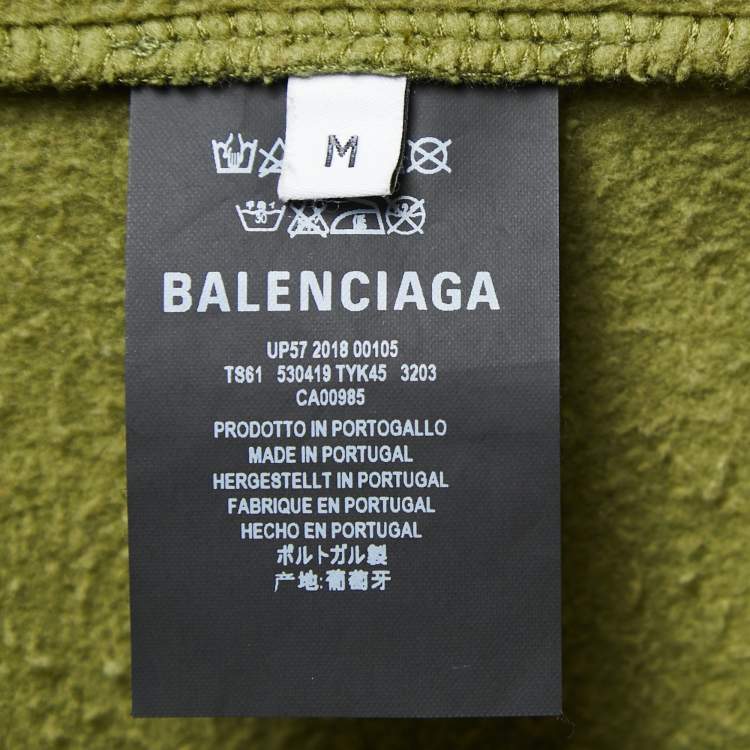 M
30
BALENCIAGA
UP57 2018 00105
TS61 530419 TYK45 3203
CA00985
PRODOTTO IN PORTOGALLO
MADE IN PORTUGAL
HERGESTELLT IN PORTUGAL
FABRIQUE EN PORTUGAL
HECHO EN PORTUGAL
ポルトガル製
产地:葡萄牙